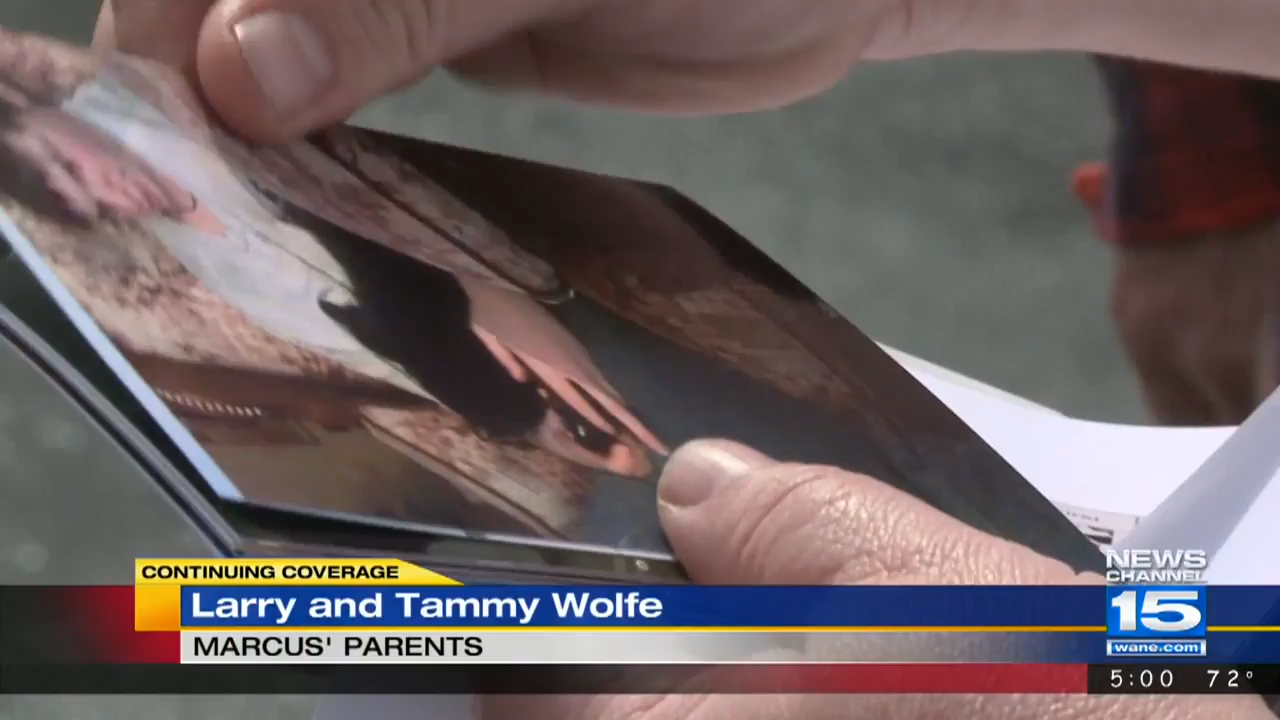 CONTINUING COVERAGE
Larry and Tammy Wolfe
MARCUS' PARENTS
NEWS
CHANNEL
15
wane.com
5:00 72°